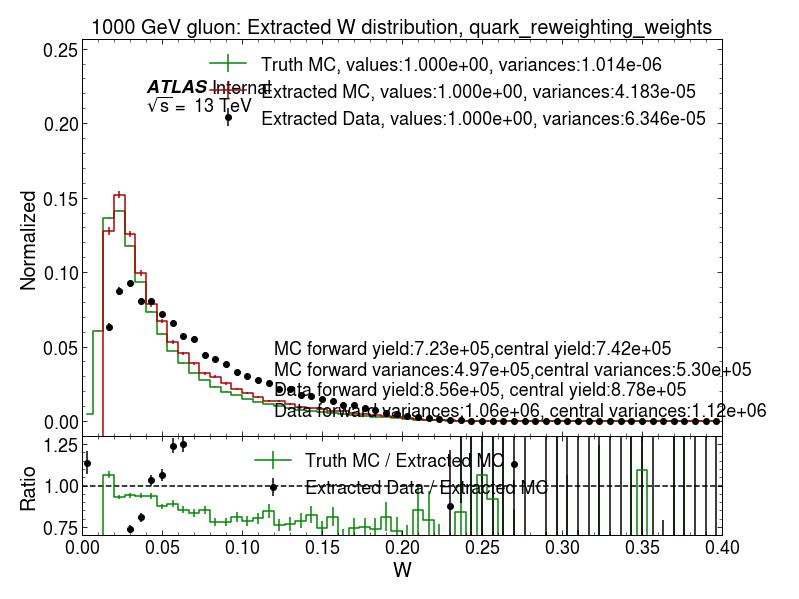 1000 GeV gluon: Extracted W distribution, quark_reweighting_weights
0.25
Truth MC, values:1.000e+00, variances:1.014e-06
ATLAS Internal
Extracted MC, values:1.000e+00, variances:4.183e-05
√s = 13 TeV
Extracted Data, values:1.000e+00, variances:6.346e-05
0.20
0.15
Normalized
0.10
0.05
MC forward yield:7.23e+05,central yield:7.42e+05
MC forward variances:4.97e+05,central variances:5.30e+05
Data forward yield:8.56e+05, central yield:8.78e+05
Data forward variances:1.06e+06, central variances:1.12e+06
0.00
1.25
Truth MC / Extracted MC
Ratio
1.00
Extracted Data / Extracted MC
0.75
0.00 0.05 0.10 0.15 0.20 0.25 0.30 0.35 0.40
W